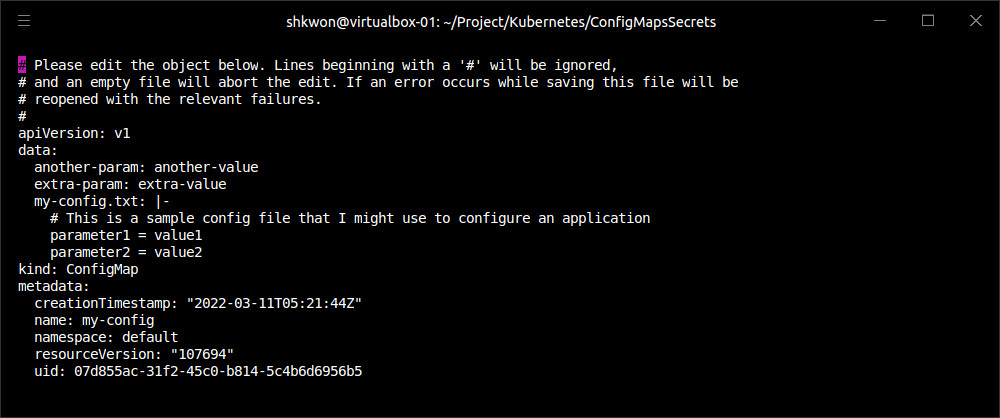 shkwon@virtualbox-01: ~/Project/Kubernetes/ConfigMapsSecrets
# Please edit the object below. Lines beginning with a '#' will be ignored,
# and an empty file will abort the edit. If an error occurs while saving this file will be
# reopened with the relevant failures.
#
apiVersion: v1
data:
  another-param: another-value
  extra-param: extra-value
  my-config.txt: |-
    # This is a sample config file that I might use to configure an application
    parameter1 = value1
    parameter2 = value2
kind: ConfigMap
metadata:
  creationTimestamp: "2022-03-11T05:21:44Z"
  name: my-config
  namespace: default
  resourceVersion: "107694"
  uid: 07d855ac-31f2-45c0-b814-5c4b6d6956b5